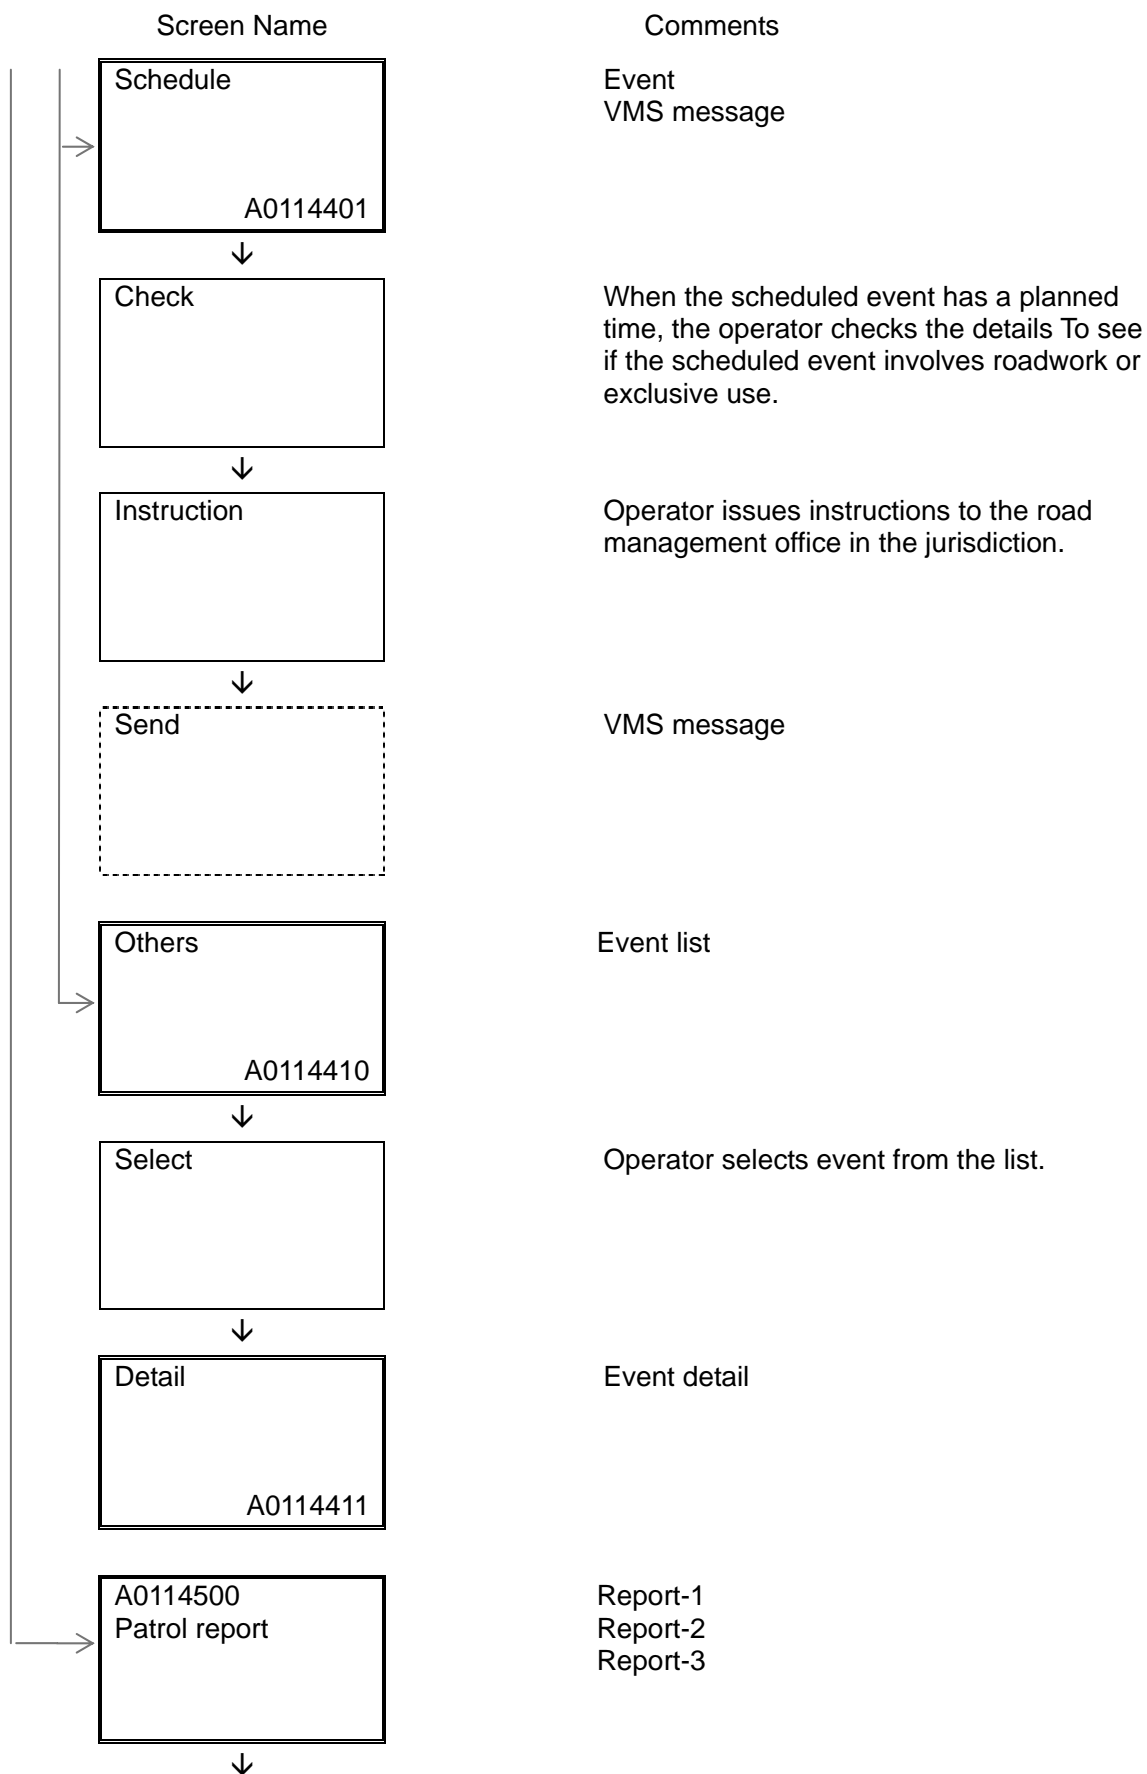 Screen Name
Comments
Schedule
Event
VMS message
A0114401
Check
When the scheduled event has a planned
time, the operator checks the details To see
if the scheduled event involves roadwork or
exclusive use.
Instruction
Operator issues instructions to the road
management office in the jurisdiction.
Send
VMS message
Others
Event list
A0114410
Select
Operator selects event from the list.
Detail
Event detail
A0114411
A0114500
Patrol report
Report-1
Report-2
Report-3